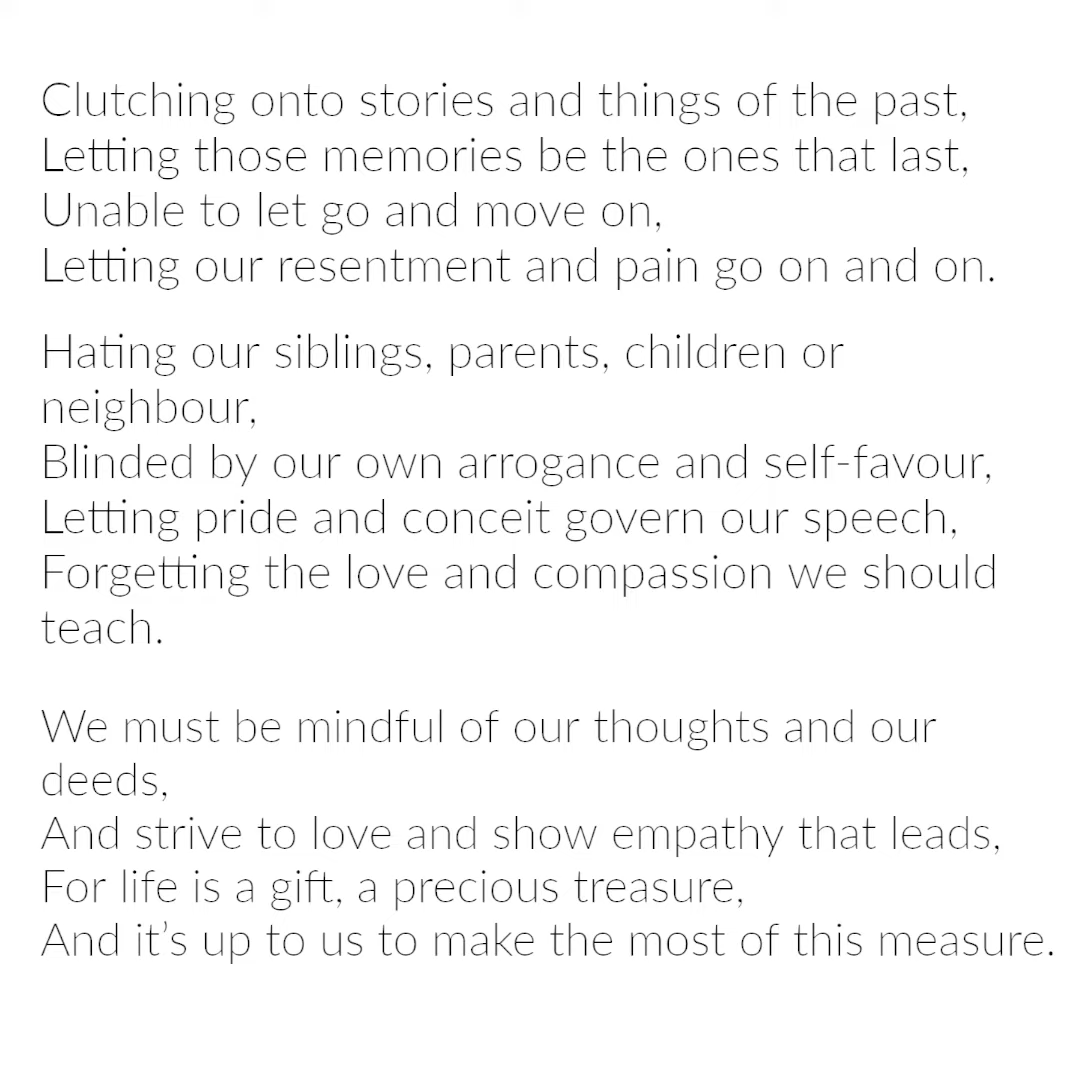 Clutching onto stories and things of the past,
Letting those memories be the ones that last,
Unable to let go and move on,
Letting our resentment and pain go on and on.
Hating our siblings, parents, children or
neighbour,
Blinded by our own arrogance and self-favour,
Letting pride and conceit govern our speech,
Forgetting the love and compassion we should
teach.
We must be mindful of our thoughts and our
deeds,
And strive to love and show empathy that leads,
For life is a gift, a precious treasure,
And it’s up to us to make the most of this measure.